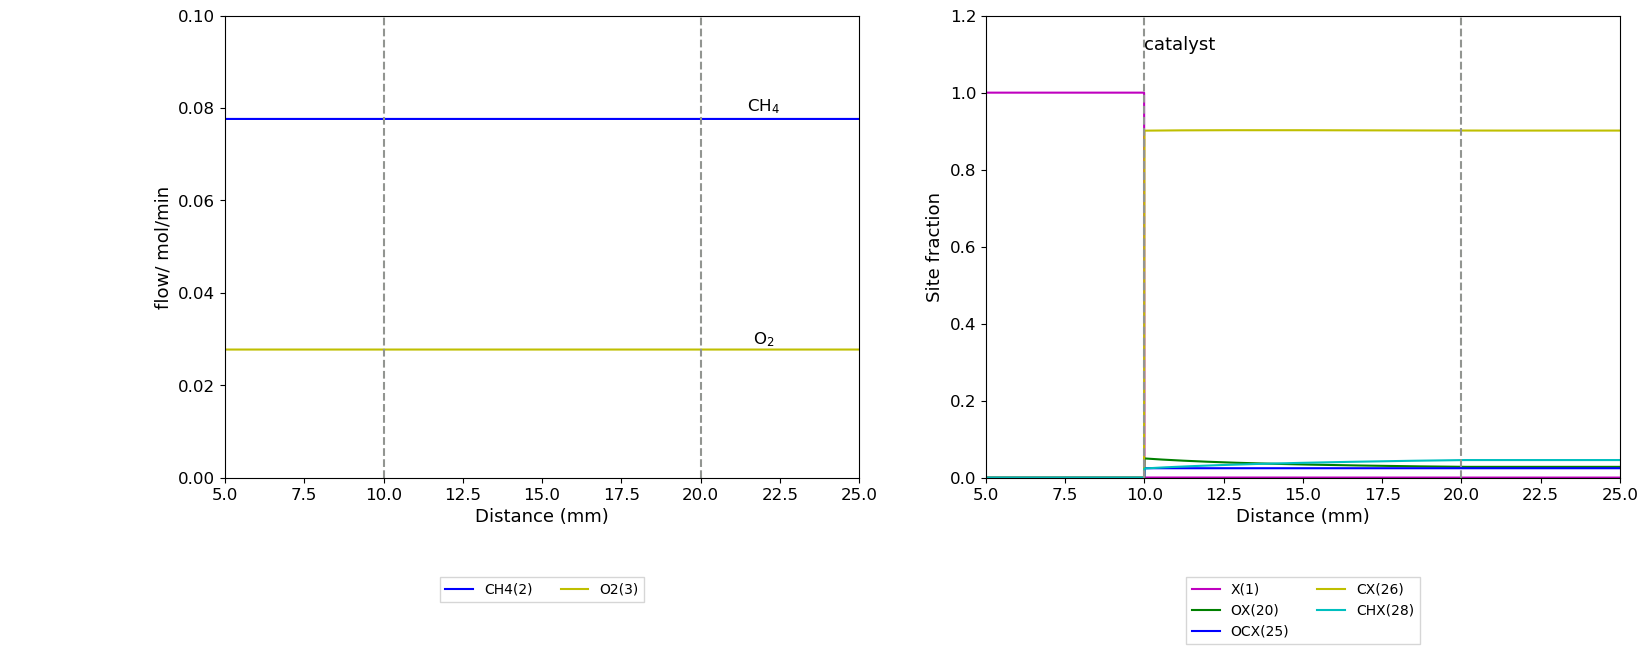 0.10
0.08
0.06
0.04
0.02
0.00
flow/ mol/min
CH4
O2
5.0 7.5 10.0 12.5 15.0 17.5 20.0 22.5 25.0
Distance (mm)
CH4(2) O2(3)
1.2
1.0
0.8
0.6
0.4
0.2
0.0
Site fraction
catalyst
5.0 7.5 10.0 12.5 15.0 17.5 20.0 22.5 25.0
Distance (mm)
X(1) CX(26)
OX(20) CHX(28)
OCX(25)